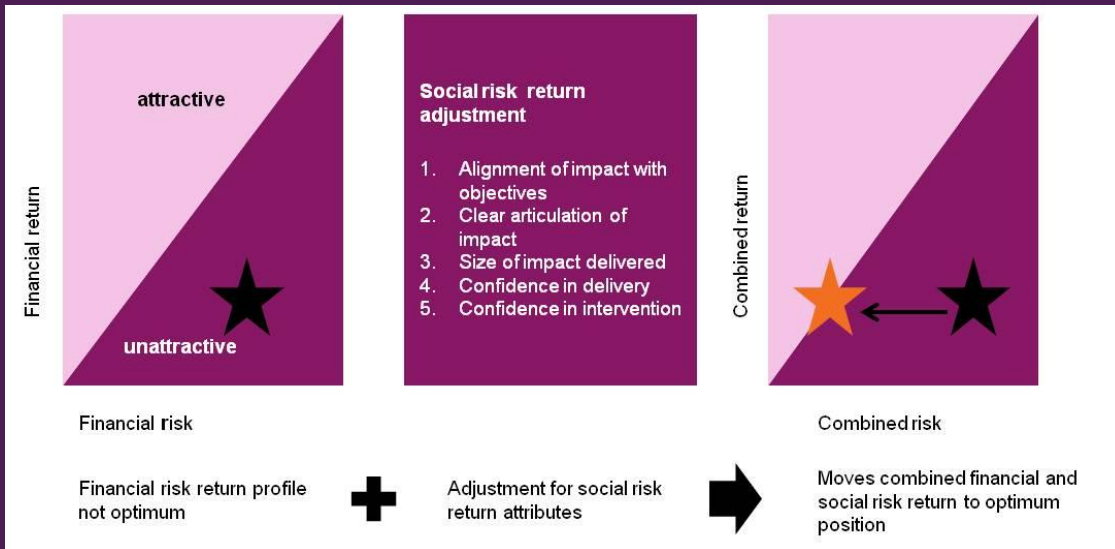 attractive
unattractive
Financial return
Financial risk
Financial risk return profile
not optimum
Social risk return
adjustment
1. Alignment of impact with
objectives
2. Clear articulation of
impact
3. Size of impact delivered
4. Confidence in delivery
5. Confidence in intervention
Adjustment for social risk
return attributes
Combined return
Combined risk
Moves combined financial and
social risk return to optimum
position